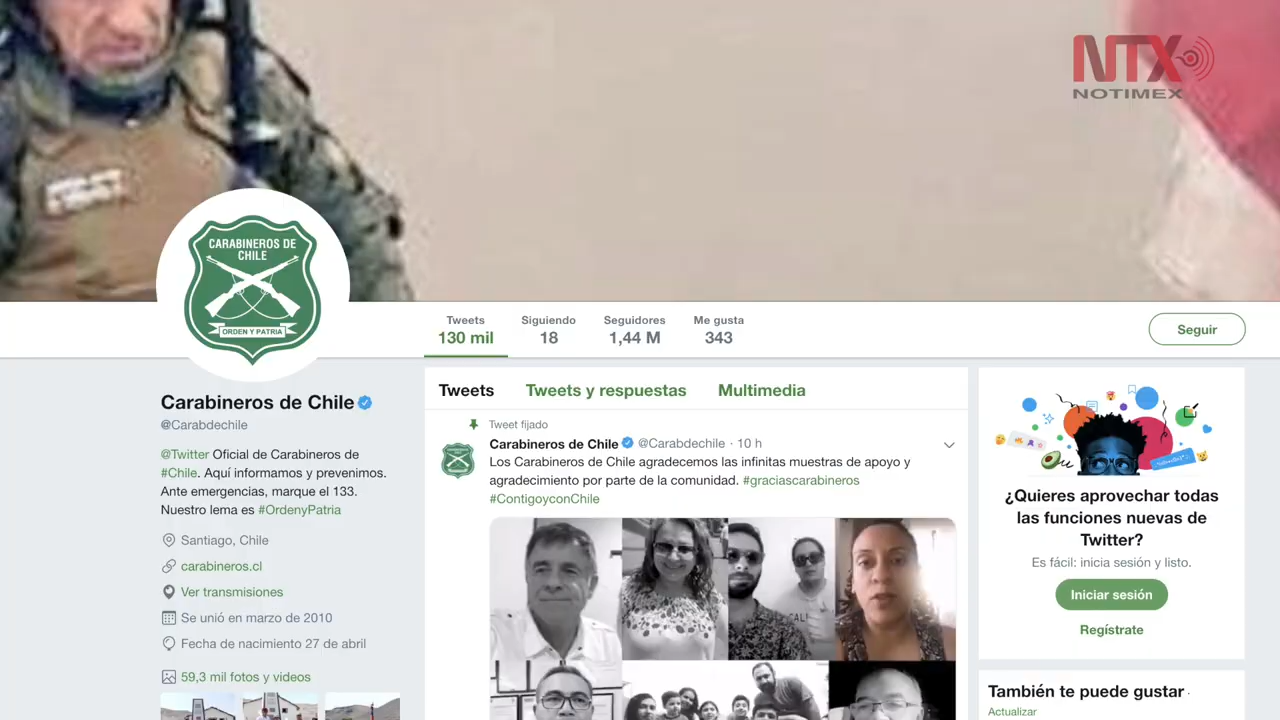 NTX
NOTIMEX
CARABINEROS DE
CHILE
ORDEN Y PATRIA
Tweets
130 mil
Siguiendo
18
Seguidores
1,44 M
Me gusta
343
Seguir
Carabineros de Chile
@Carabdechile
@Twitter Oficial de Carabineros de
#Chile. Aquí informamos y prevenimos.
Ante emergencias, marque el 133.
Nuestro lema es #OrdenyPatria
Santiago, Chile
carabineros.cl
Ver transmisiones
Se unió en marzo de 2010
Fecha de nacimiento 27 de abril
59,3 mil fotos y videos
Tweets
Tweets y respuestas
Multimedia
Tweet fijado
Carabineros de Chile @Carabdechile · 10 h
Los Carabineros de Chile agradecemos las infinitas muestras de apoyo y
agradecimiento por parte de la comunidad. #graciascarabineros
#ContigoyconChile
¿Quieres aprovechar todas
las funciones nuevas de
Twitter?
Es fácil: inicia sesión y listo.
Iniciar sesión
Regístrate
También te puede gustar ·
Actualizar